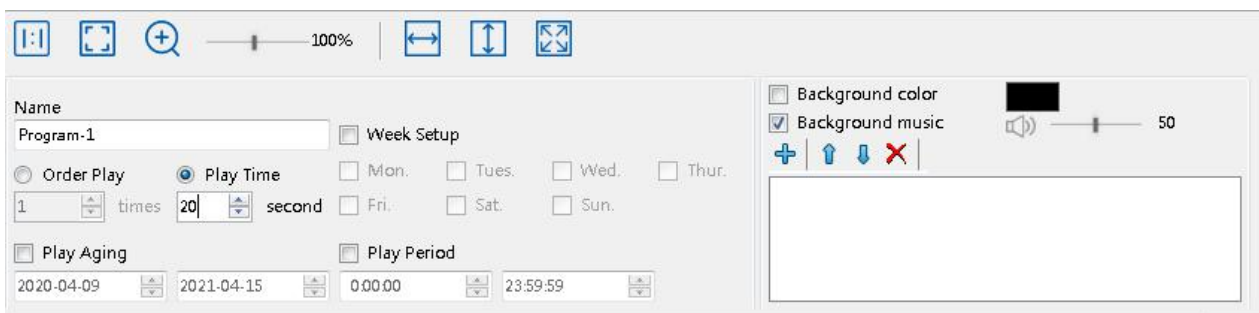 1:1 100%
Name
Program-1
Week Setup
Order Play Play Time
Mon. Tues. Wed. Thur.
1 times 20 second
Fri. Sat. Sun.
Play Aging Play Period
2020-04-09 2021-04-15 0:00:00 23:59:59
Background color
Background music 50